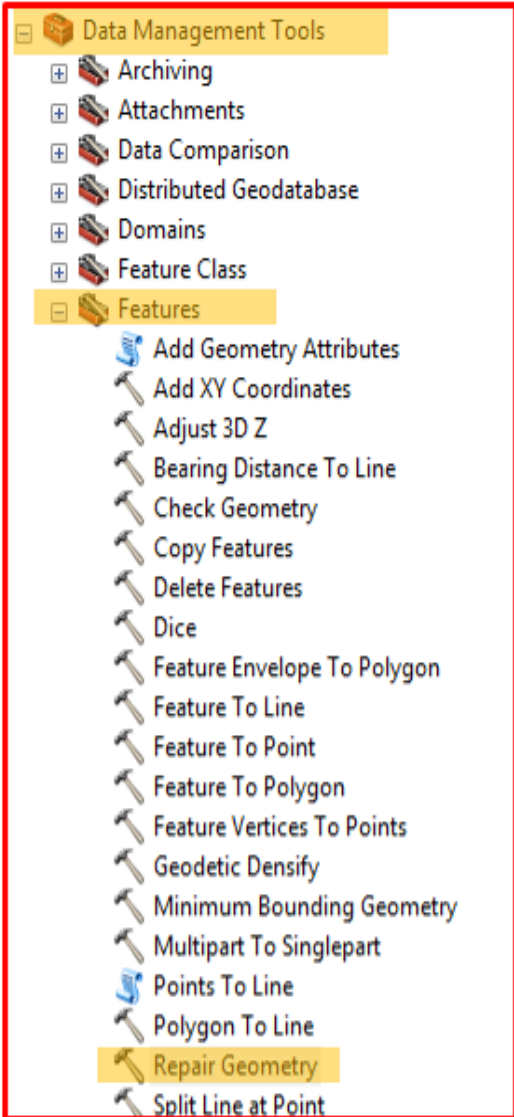 Data Management Tools
Archiving
Attachments
Data Comparison
Distributed Geodatabase
Domains
Feature Class
Features
Add Geometry Attributes
Add XY Coordinates
Adjust 3D Z
Bearing Distance To Line
Check Geometry
Copy Features
Delete Features
Dice
Feature Envelope To Polygon
Feature To Line
Feature To Point
Feature To Polygon
Feature Vertices To Points
Geodetic Densify
Minimum Bounding Geometry
Multipart To Singlepart
Points To Line
Polygon To Line
Repair Geometry
Split Line at Point